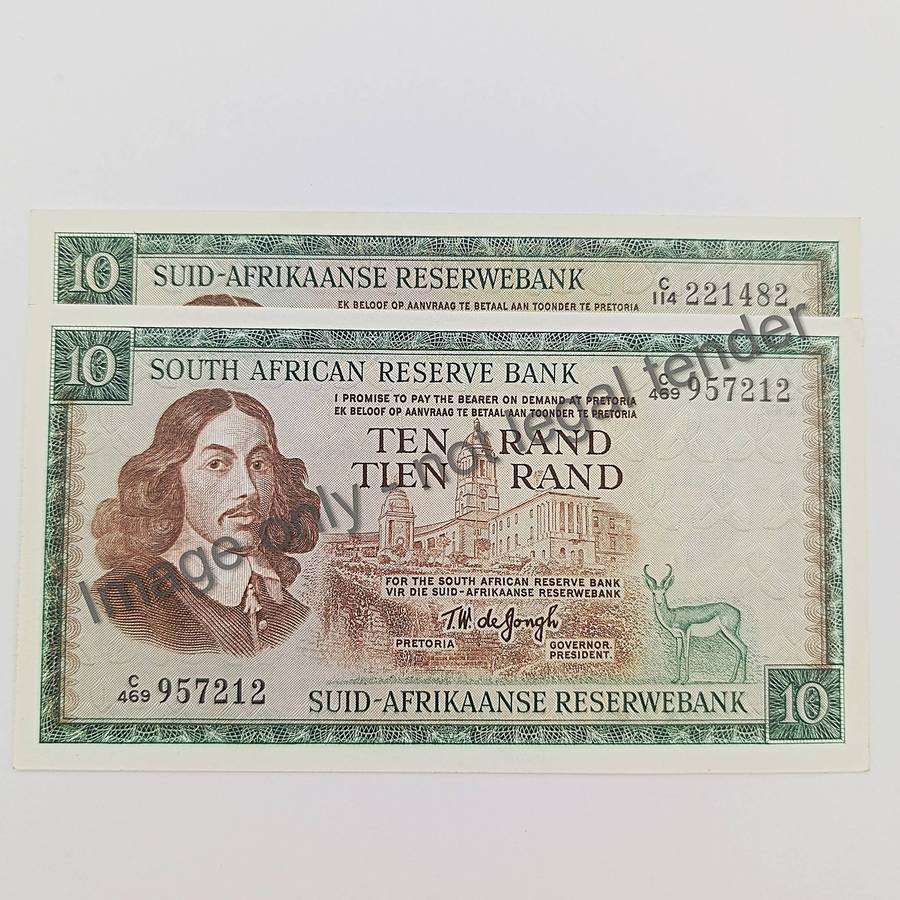 10
SUID-AFRIKAANSE RESERWEBANK
C/114 221482
EK BELOOF OP AANVRAAG TE BETAAL AAN TOONDER TE PRETORIA
10
SOUTH AFRICAN RESERVE BANK
C/469 957212
I PROMISE TO PAY THE BEARER ON DEMAND AT PRETORIA
EK BELOOF OP AANVRAAG TE BETAAL AAN TOONDER TE PRETORIA
TEN RAND
TIEN RAND
Image only - not legal tender
FOR THE SOUTH AFRICAN RESERVE BANK
VIR DIE SUID-AFRIKAANSE RESERWEBANK
T.W. de Jongh
PRETORIA
GOVERNOR.
PRESIDENT.
C/469 957212
SUID-AFRIKAANSE RESERWEBANK
10